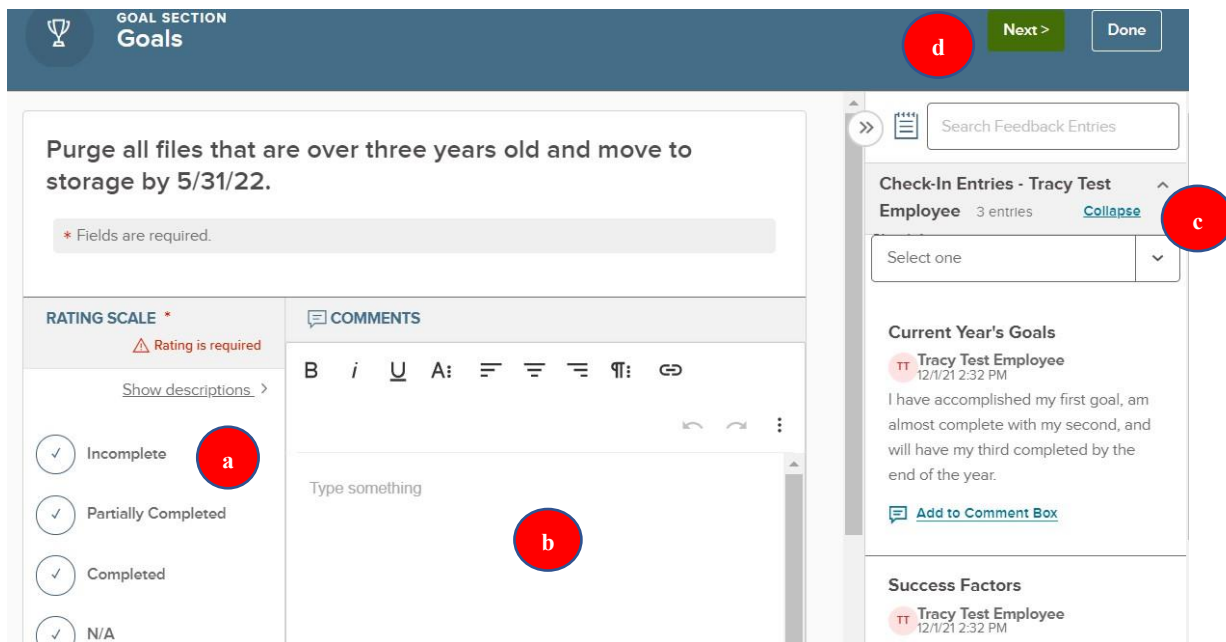 GOAL SECTION
Goals
d
Next >
Done
Purge all files that are over three years old and move to
storage by 5/31/22.
* Fields are required.
RATING SCALE *
Rating is required
Show descriptions >
Incomplete
a
Partially Completed
Completed
N/A
COMMENTS
B i U A
Type something
b
Search Feedback Entries
Check-In Entries - Tracy Test
Employee 3 entries Collapse
c
Select one
Current Year's Goals
TT Tracy Test Employee
12/1/21 2:32 PM
I have accomplished my first goal, am
almost complete with my second, and
will have my third completed by the
end of the year.
Add to Comment Box
Success Factors
TT Tracy Test Employee
12/1/21 2:32 PM